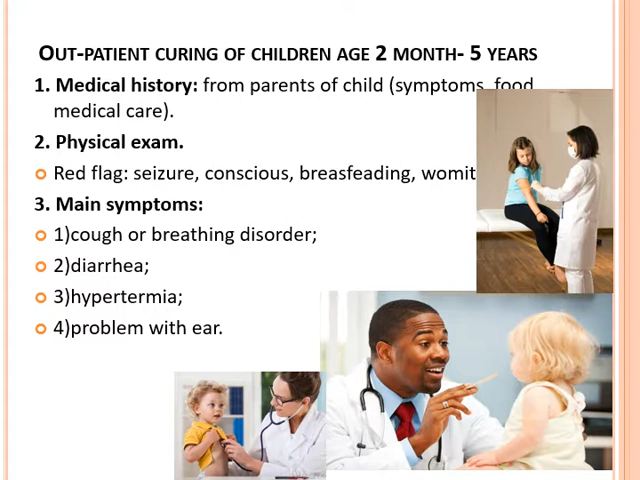 OUT-PATIENT CURING OF CHILDREN AGE 2 MONTH- 5 YEARS
1. Medical history: from parents of child (symptoms, food,
medical care).
2. Physical exam.
Red flag: seizure, conscious, breasfeading, womit
3. Main symptoms:
1)cough or breathing disorder;
2)diarrhea;
3)hypertermia;
4)problem with ear.